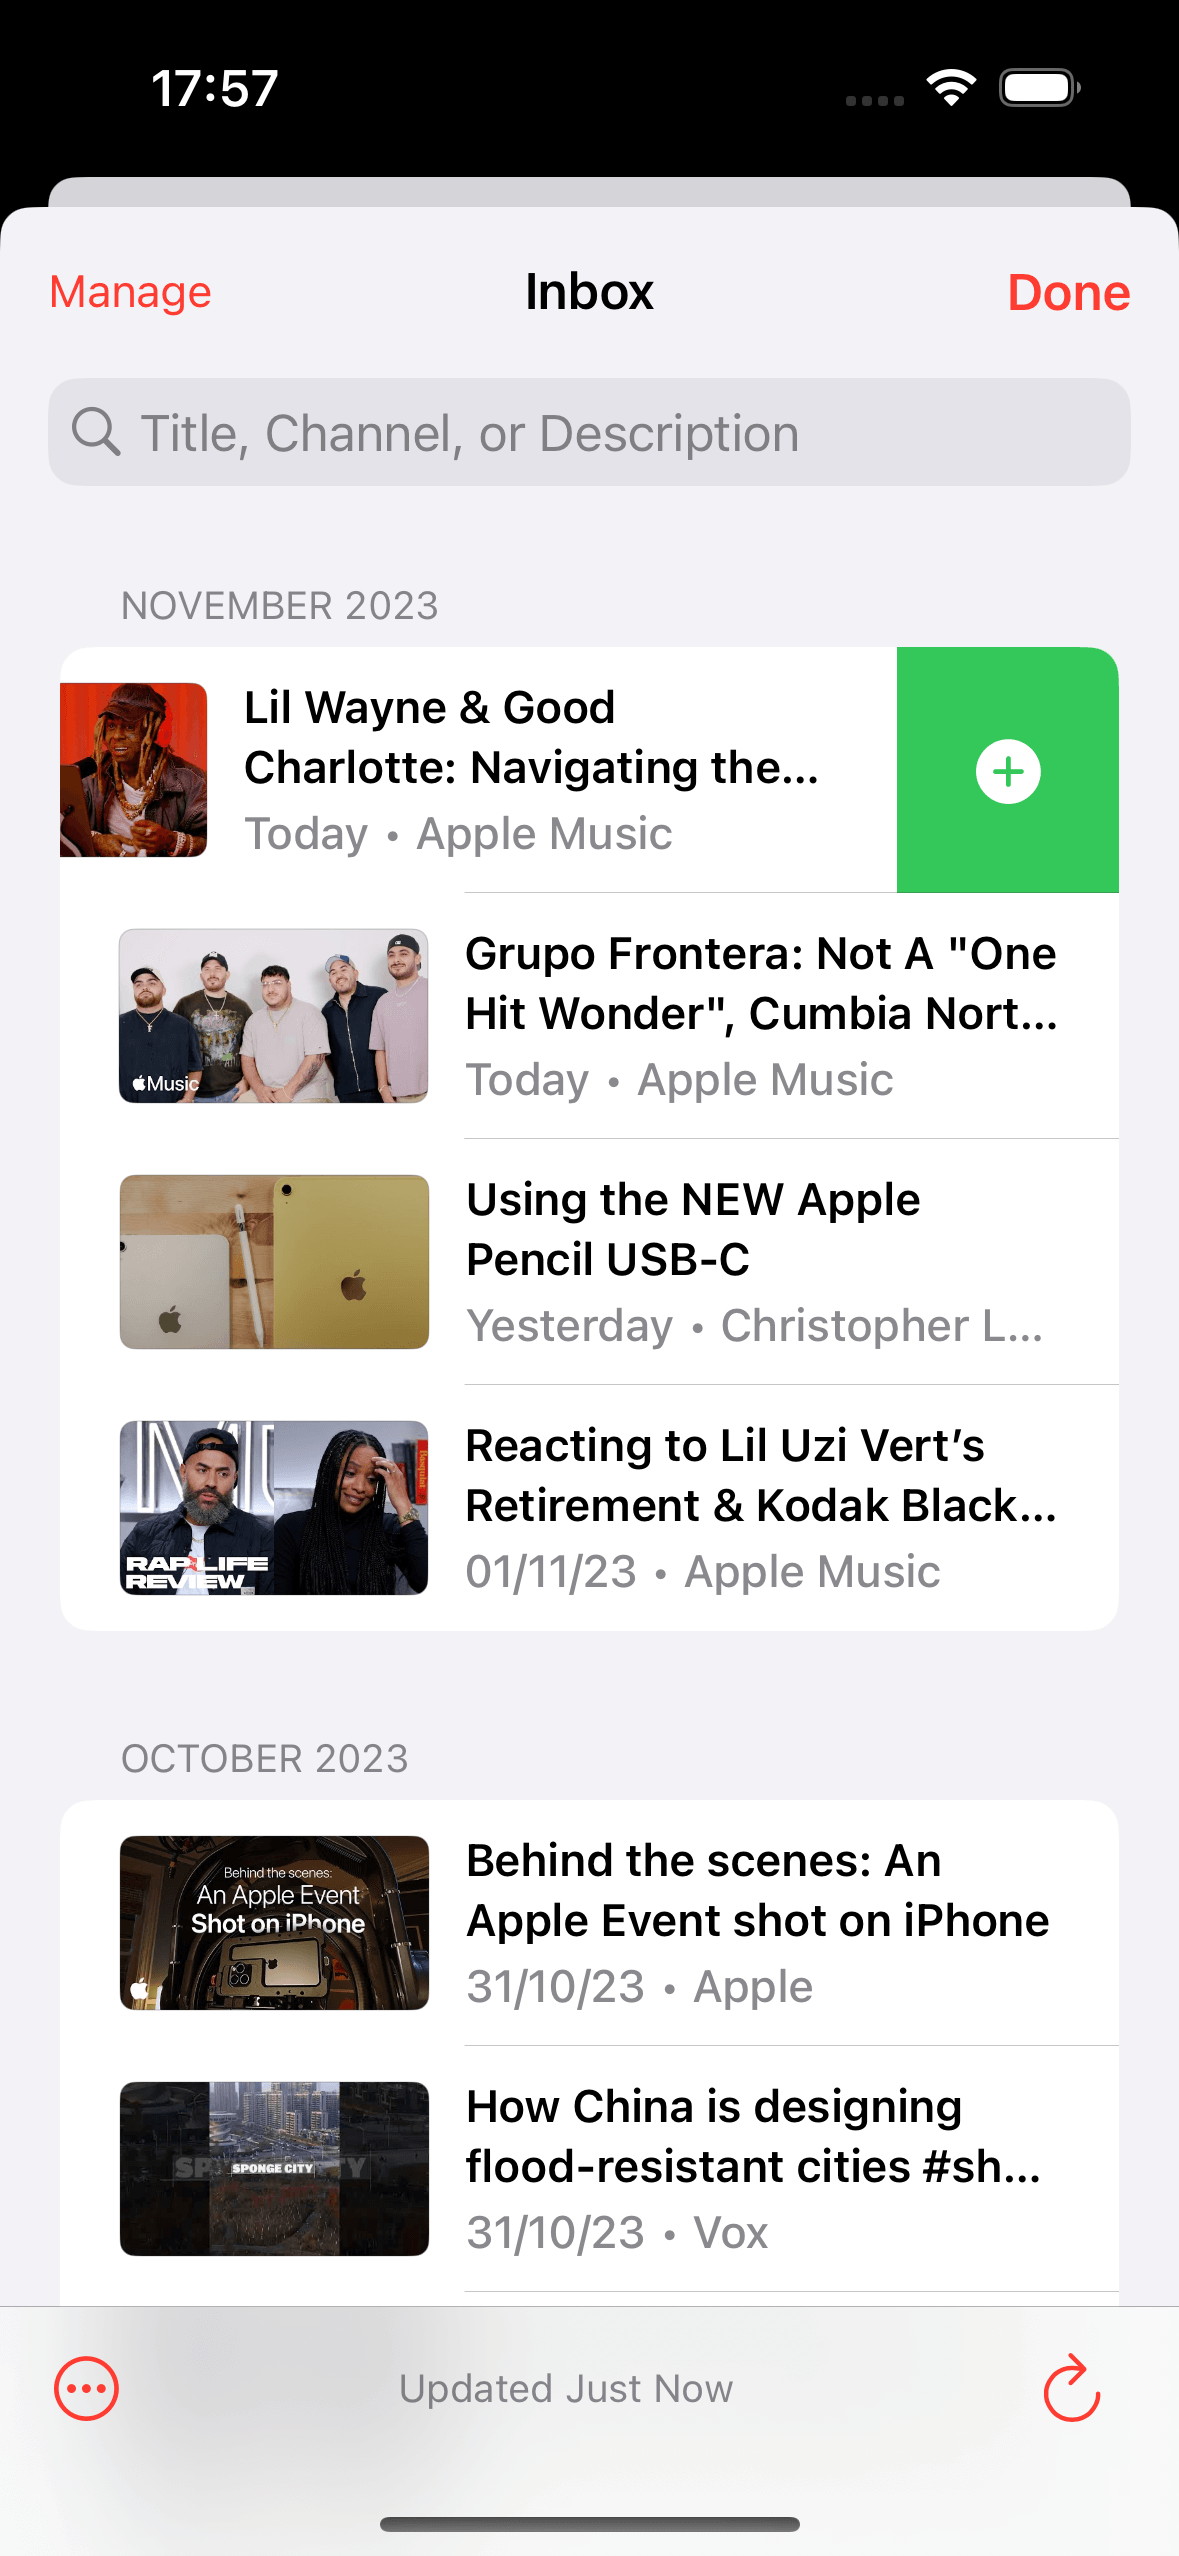 17:57
Manage
Inbox
Done
Title, Channel, or Description
NOVEMBER 2023
Lil Wayne & Good
Charlotte: Navigating the...
Today • Apple Music
Music
Grupo Frontera: Not A "One
Hit Wonder", Cumbia Nort...
Today • Apple Music
Using the NEW Apple
Pencil USB-C
Yesterday • Christopher L...
RAP LIFE
REVIEW
Reacting to Lil Uzi Vert’s
Retirement & Kodak Black...
01/11/23 • Apple Music
OCTOBER 2023
Behind the scenes:
An Apple Event
Shot on iPhone
Behind the scenes: An
Apple Event shot on iPhone
31/10/23 • Apple
SPONGE CITY
How China is designing
flood-resistant cities #sh...
31/10/23 • Vox
Updated Just Now